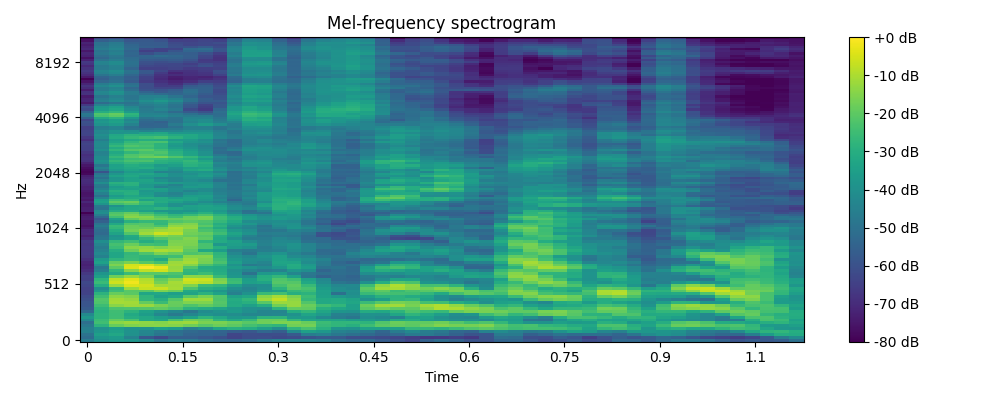 Mel-frequency spectrogram
Hz
8192
4096
2048
1024
512
0
0 0.15 0.3 0.45 0.6 0.75 0.9 1.1
Time
+0 dB
-10 dB
-20 dB
-30 dB
-40 dB
-50 dB
-60 dB
-70 dB
-80 dB